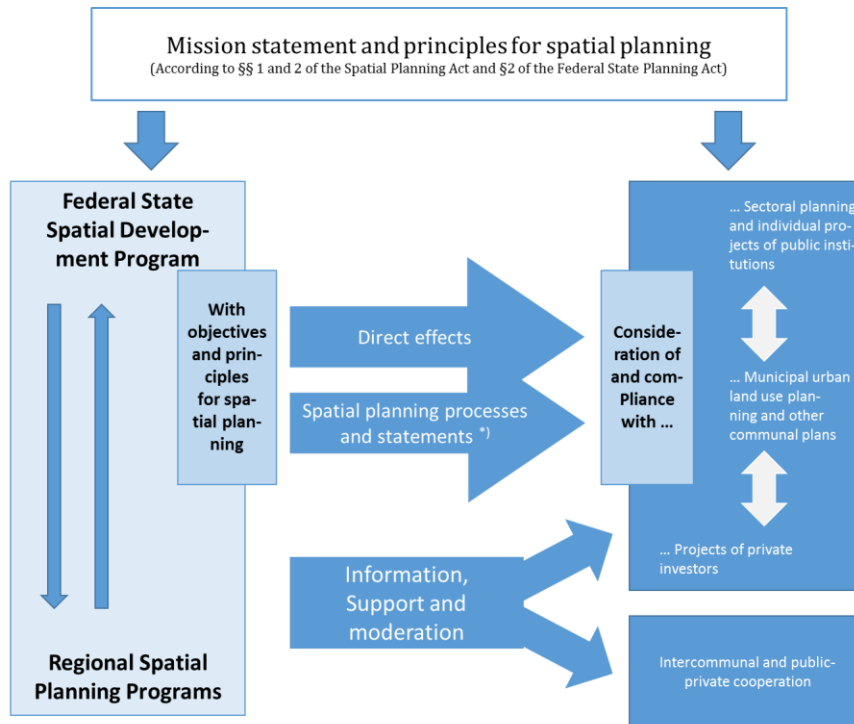 Mission statement and principles for spatial planning
(According to §§ 1 and 2 of the Spatial Planning Act and §2 of the Federal State Planning Act)
Federal State
Spatial Develop-
ment Program
With
objectives
and prin-
ciples
for spa-
tial plan-
ning
Regional Spatial
Planning Programs
Direct effects
Spatial planning processes
and statements *)
Information,
Support and
moderation
Conside-
ration of
and com-
Pliance
with ...
... Sectoral planning
and individual pro-
jects of public insti-
tutions
... Municipal urban
land use plan-
ning and other
communal plans
... Projects of private
investors
Intercommunal and public-
private cooperation